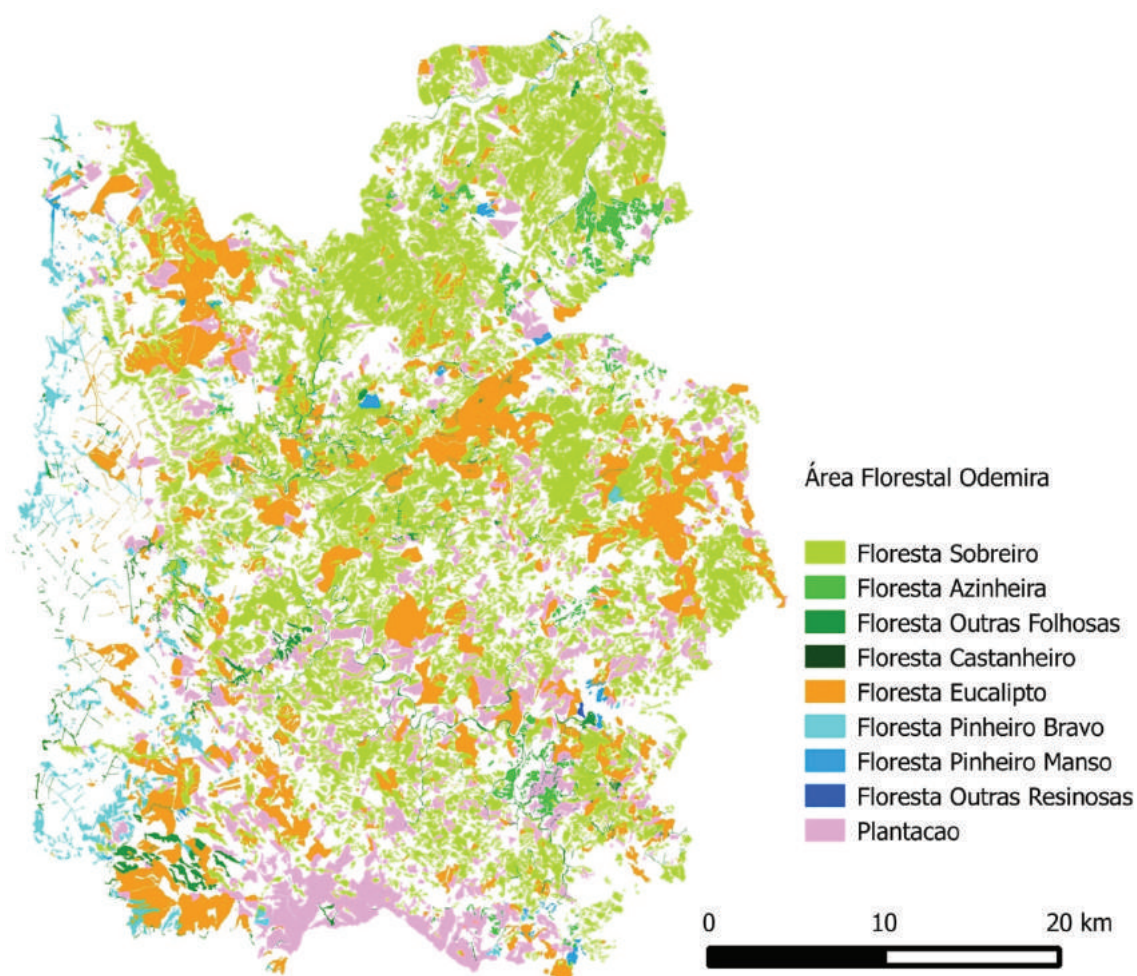 Área Florestal Odemira
Floresta Sobreiro
Floresta Azinheira
Floresta Outras Folhosas
Floresta Castanheiro
Floresta Eucalipto
Floresta Pinheiro Bravo
Floresta Pinheiro Manso
Floresta Outras Resinosas
Plantacao
0 10 20 km